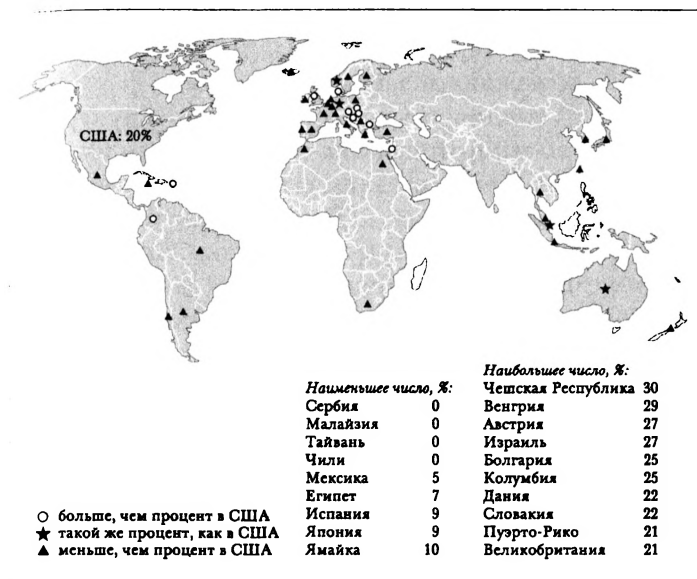 США: 20%
Наименьшее число, %:
Сербия 0
Малайзия 0
Тайвань 0
Чили 0
Мексика 5
Египет 7
Испания 9
Япония 9
Ямайка 10
Наибольшее число, %:
Чешская Республика 30
Венгрия 29
Австрия 27
Израиль 27
Болгария 25
Колумбия 25
Дания 22
Словакия 22
Пуэрто-Рико 21
Великобритания 21
больше, чем процент в США
такой же процент, как в США
меньше, чем процент в США